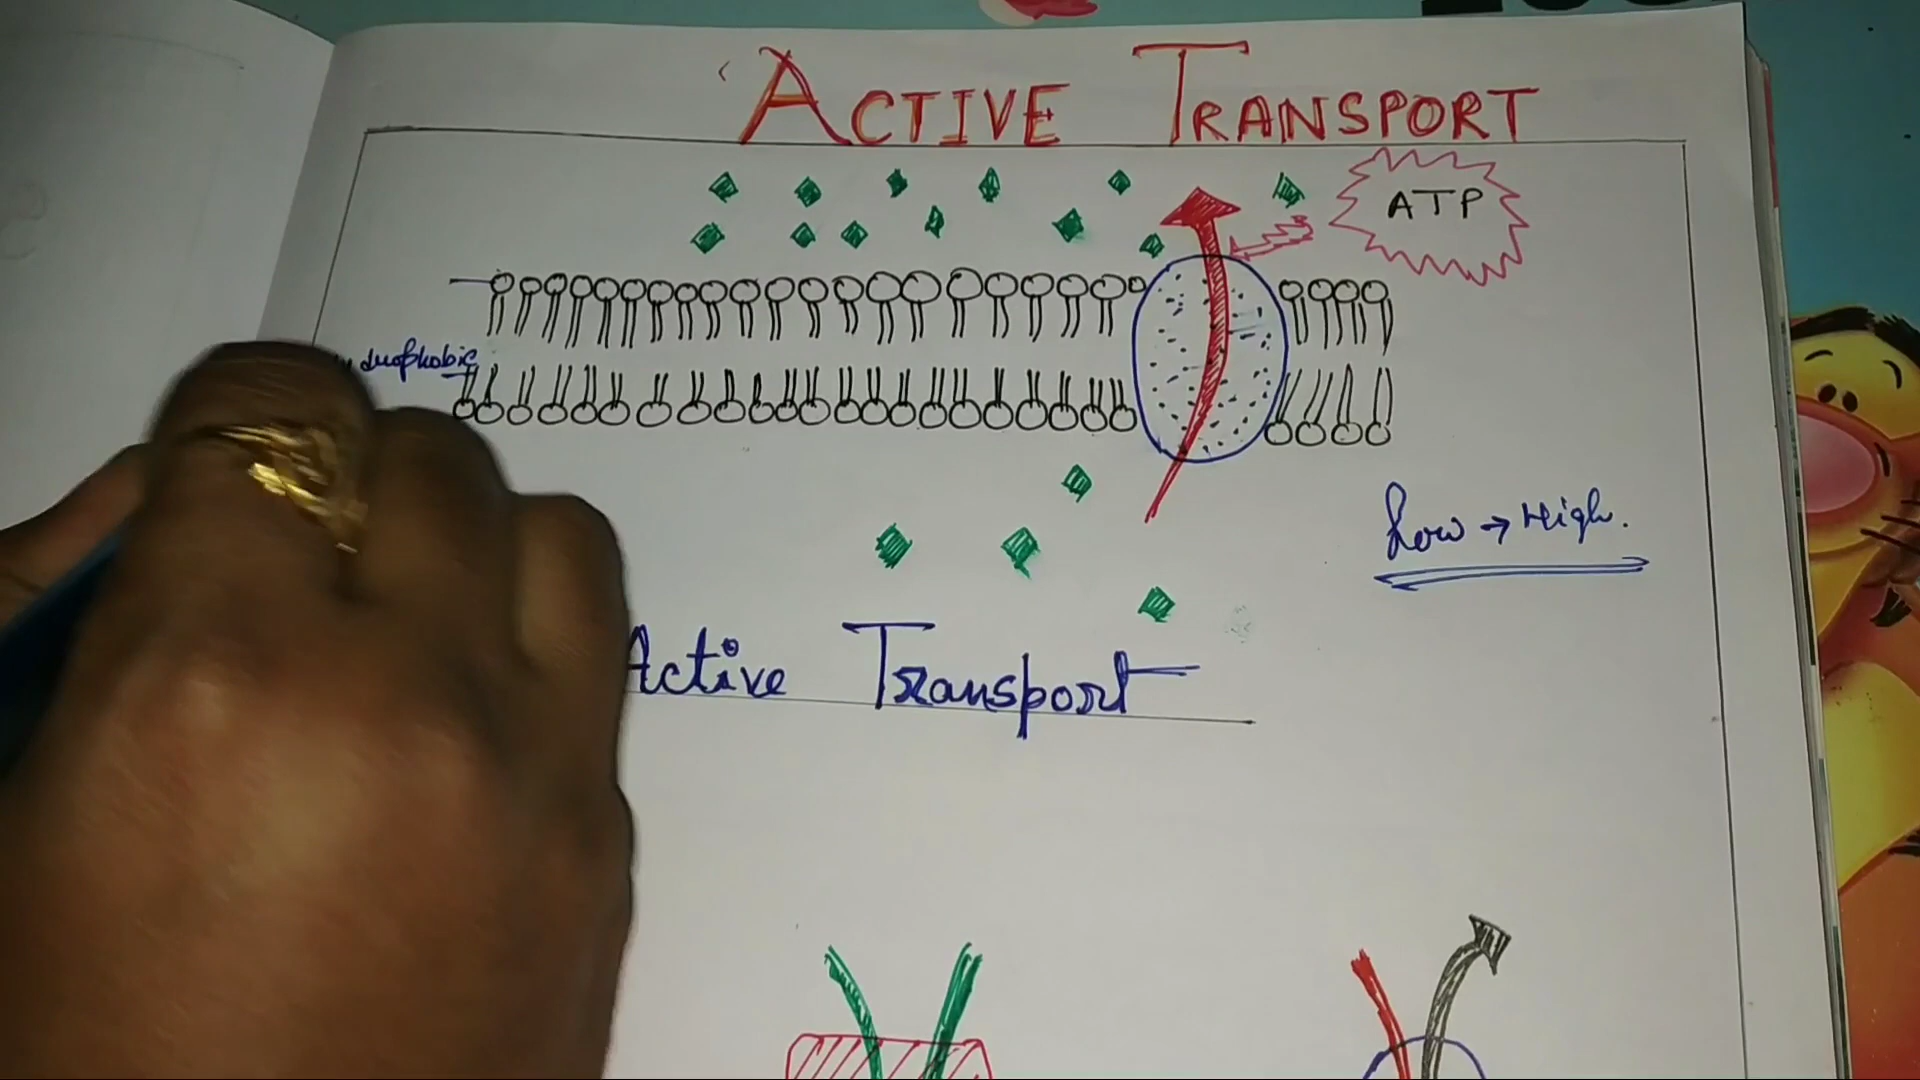 ACTIVE TRANSPORT
ATP
Low → High.
Active Transport